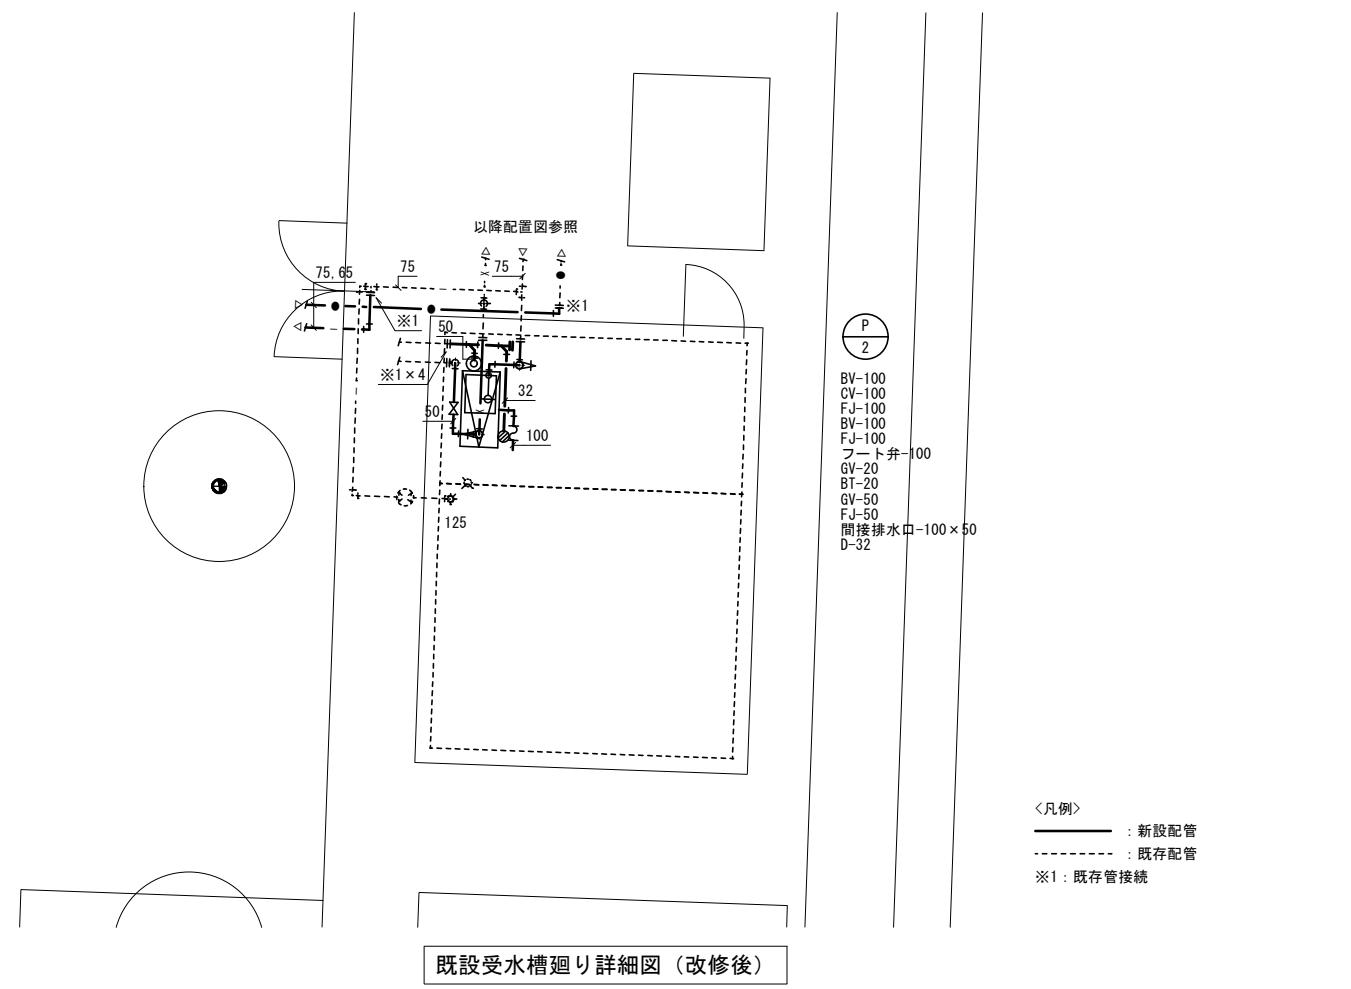 以降配置図参照
75,65
75
75
※1
※1
50
※1×4
32
50
100
125
P
2
BV-100
CV-100
FJ-100
BV-100
FJ-100
フート弁-100
GV-20
BT-20
GV-50
FJ-50
間接排水口-100×50
D-32
<凡例>
：新設配管
：既存配管
※1：既存管接続
既設受水槽廻り詳細図（改修後）